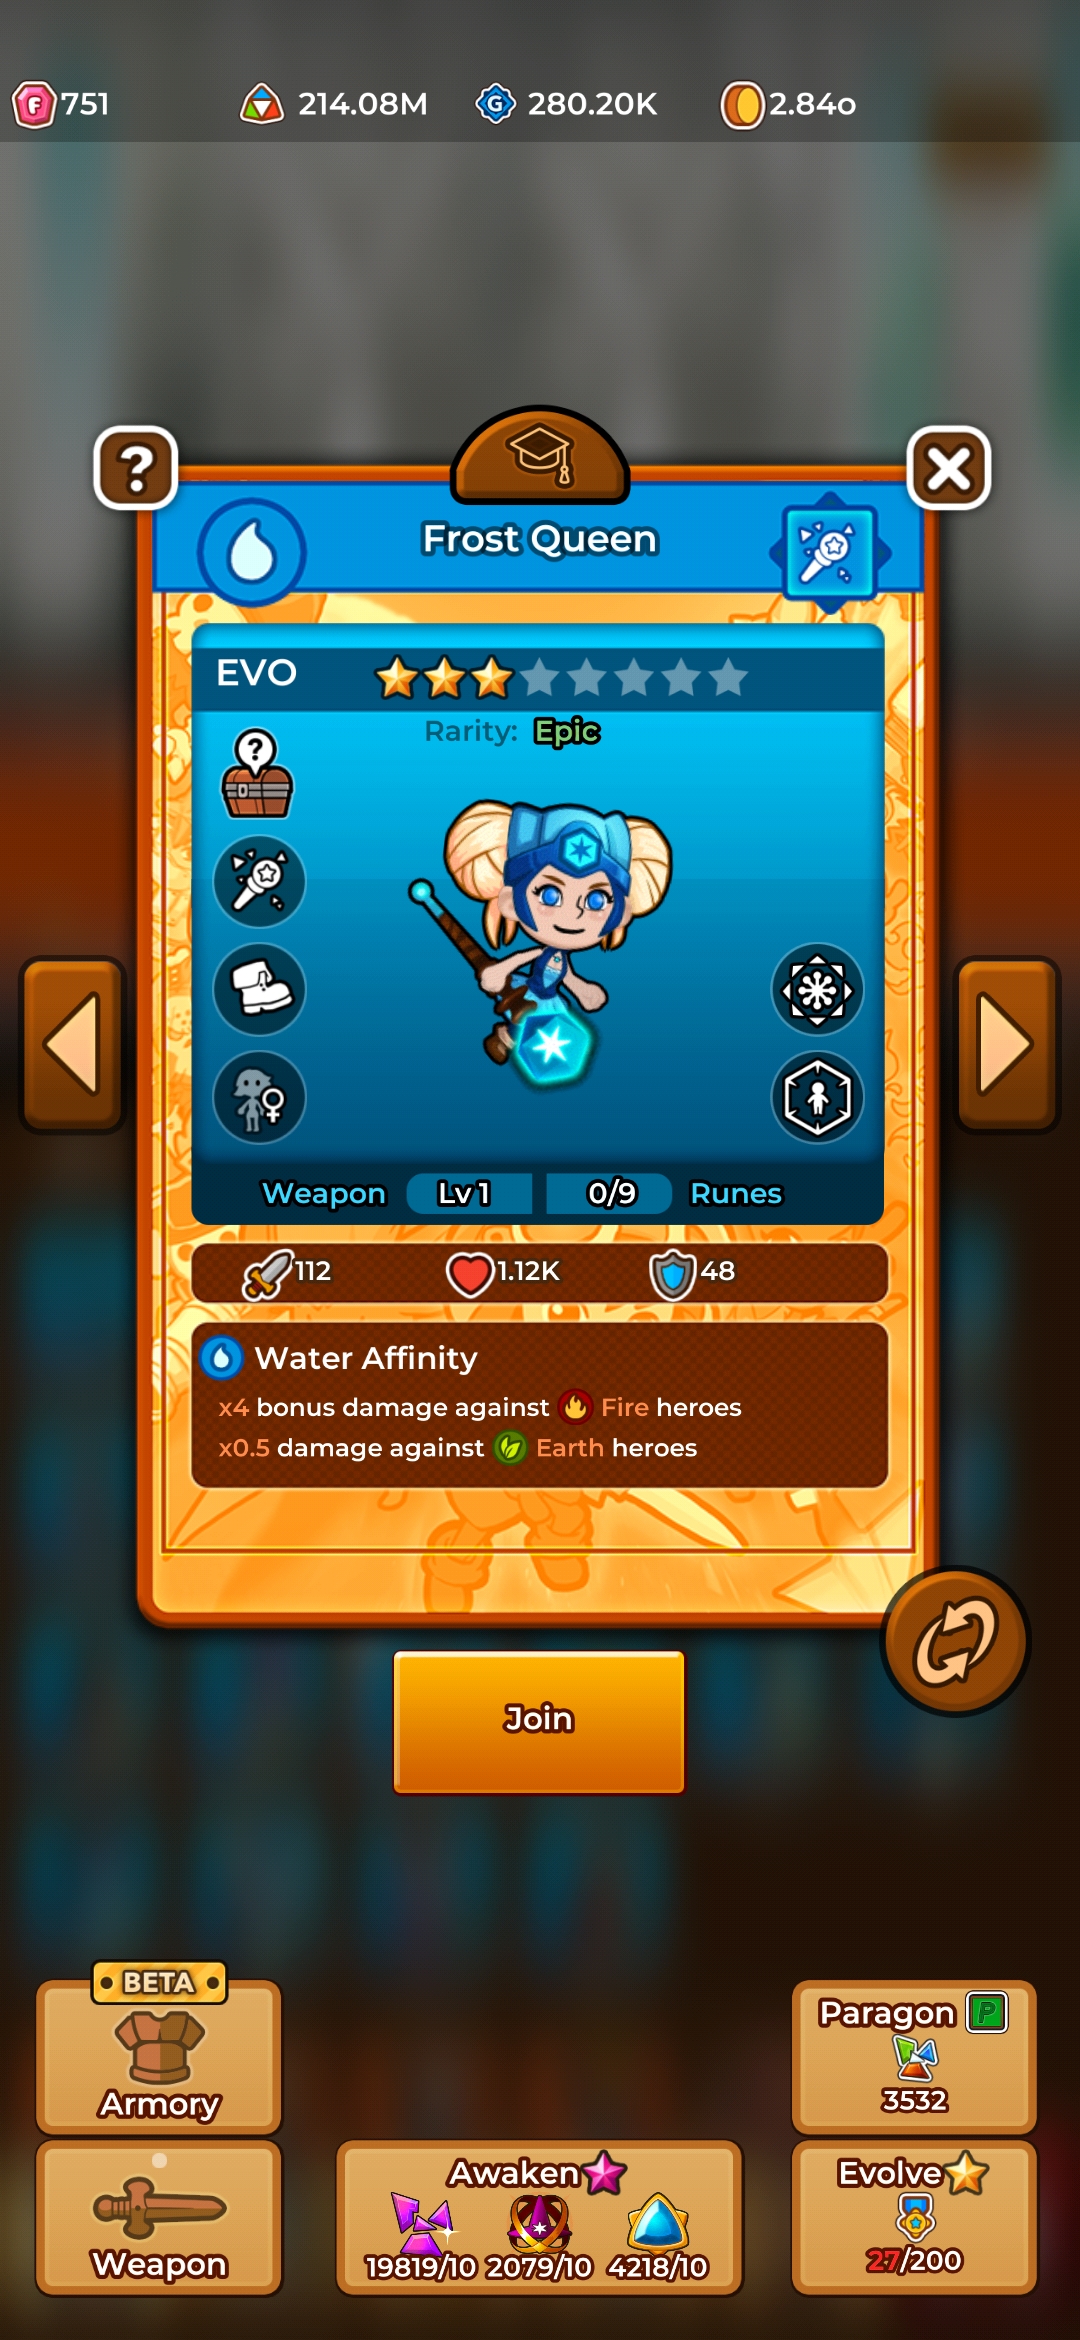 F 751 214.08M G 280.20K 2.84o
?
Frost Queen
EVO
Rarity: Epic
?
Weapon Lv 1 0/9 Runes
112 1.12K 48
Water Affinity
x4 bonus damage against Fire heroes
x0.5 damage against Earth heroes
Join
BETA
Armory
Paragon P
3532
Weapon
Awaken
19819/10 2079/10 4218/10
Evolve
27/200